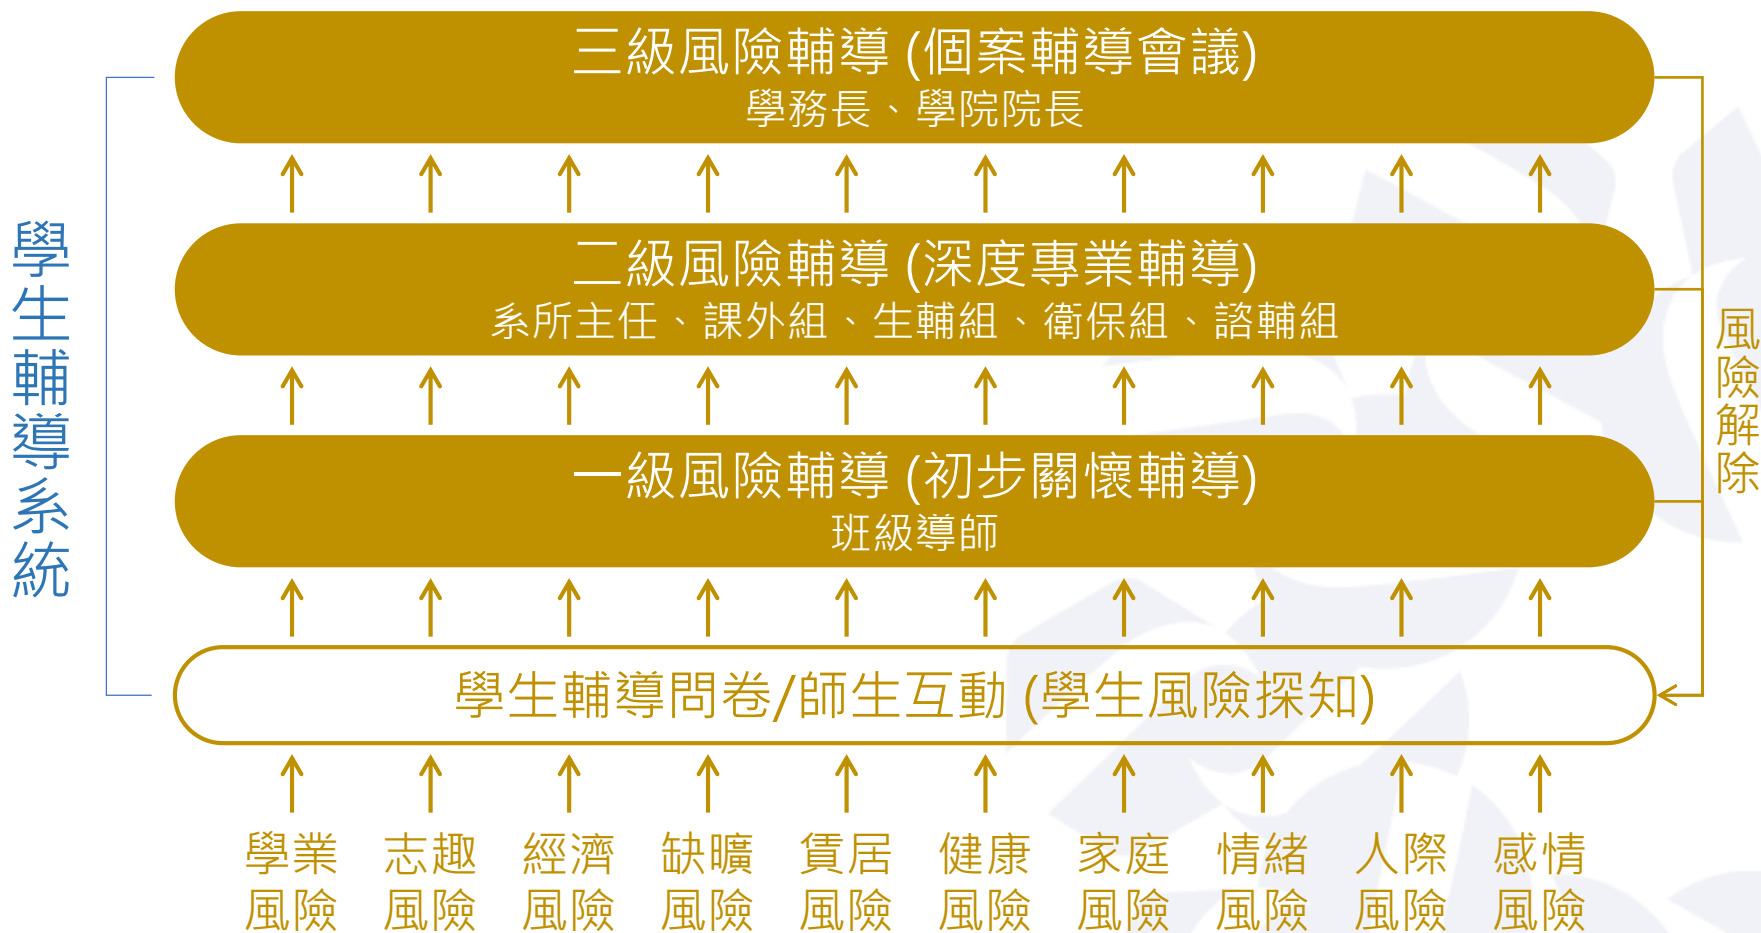 三級風險輔導 (個案輔導會議)
學務長、學院院長
二級風險輔導 (深度專業輔導)
系所主任、課外組、生輔組、衛保組、諮輔組
一級風險輔導 (初步關懷輔導)
班級導師
學生輔導問卷/師生互動 (學生風險探知)
學業
風險
志趣
風險
經濟
風險
缺曠
風險
賃居
風險
健康
風險
家庭
風險
情緒
風險
人際
風險
感情
風險
學生輔導系統
風險解除